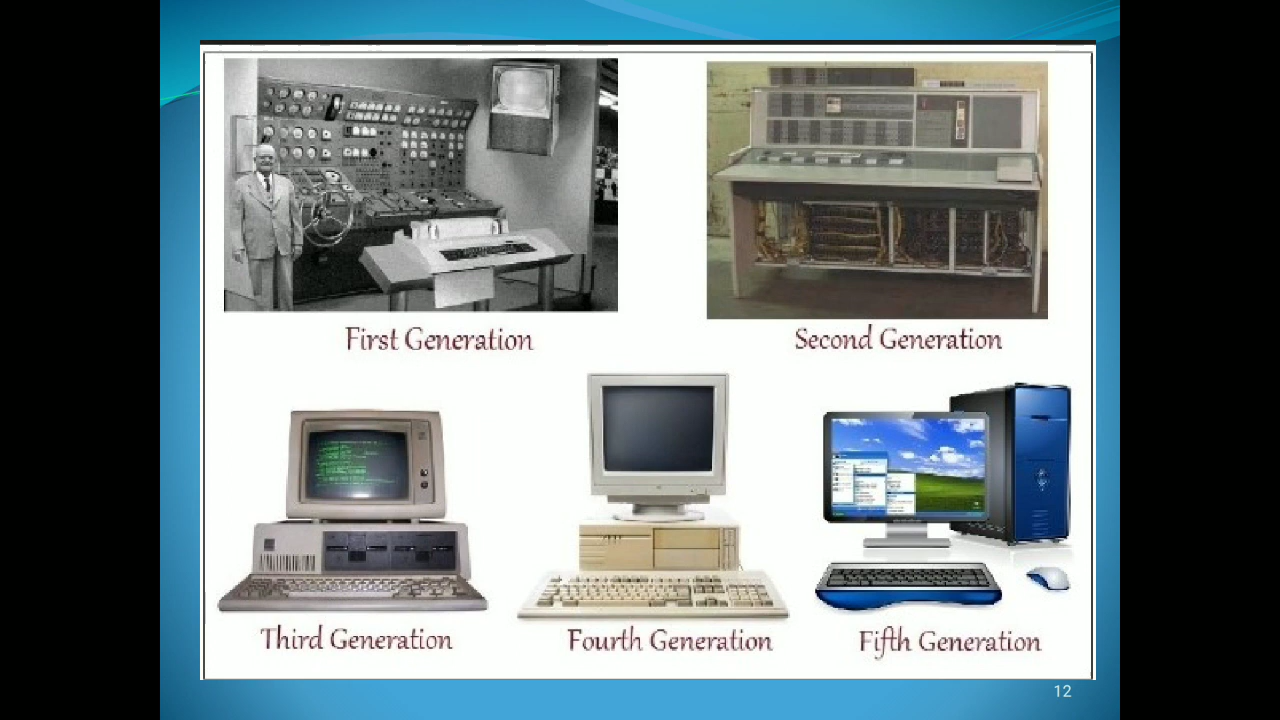 First Generation
Second Generation
Third Generation
Fourth Generation
Fifth Generation
12